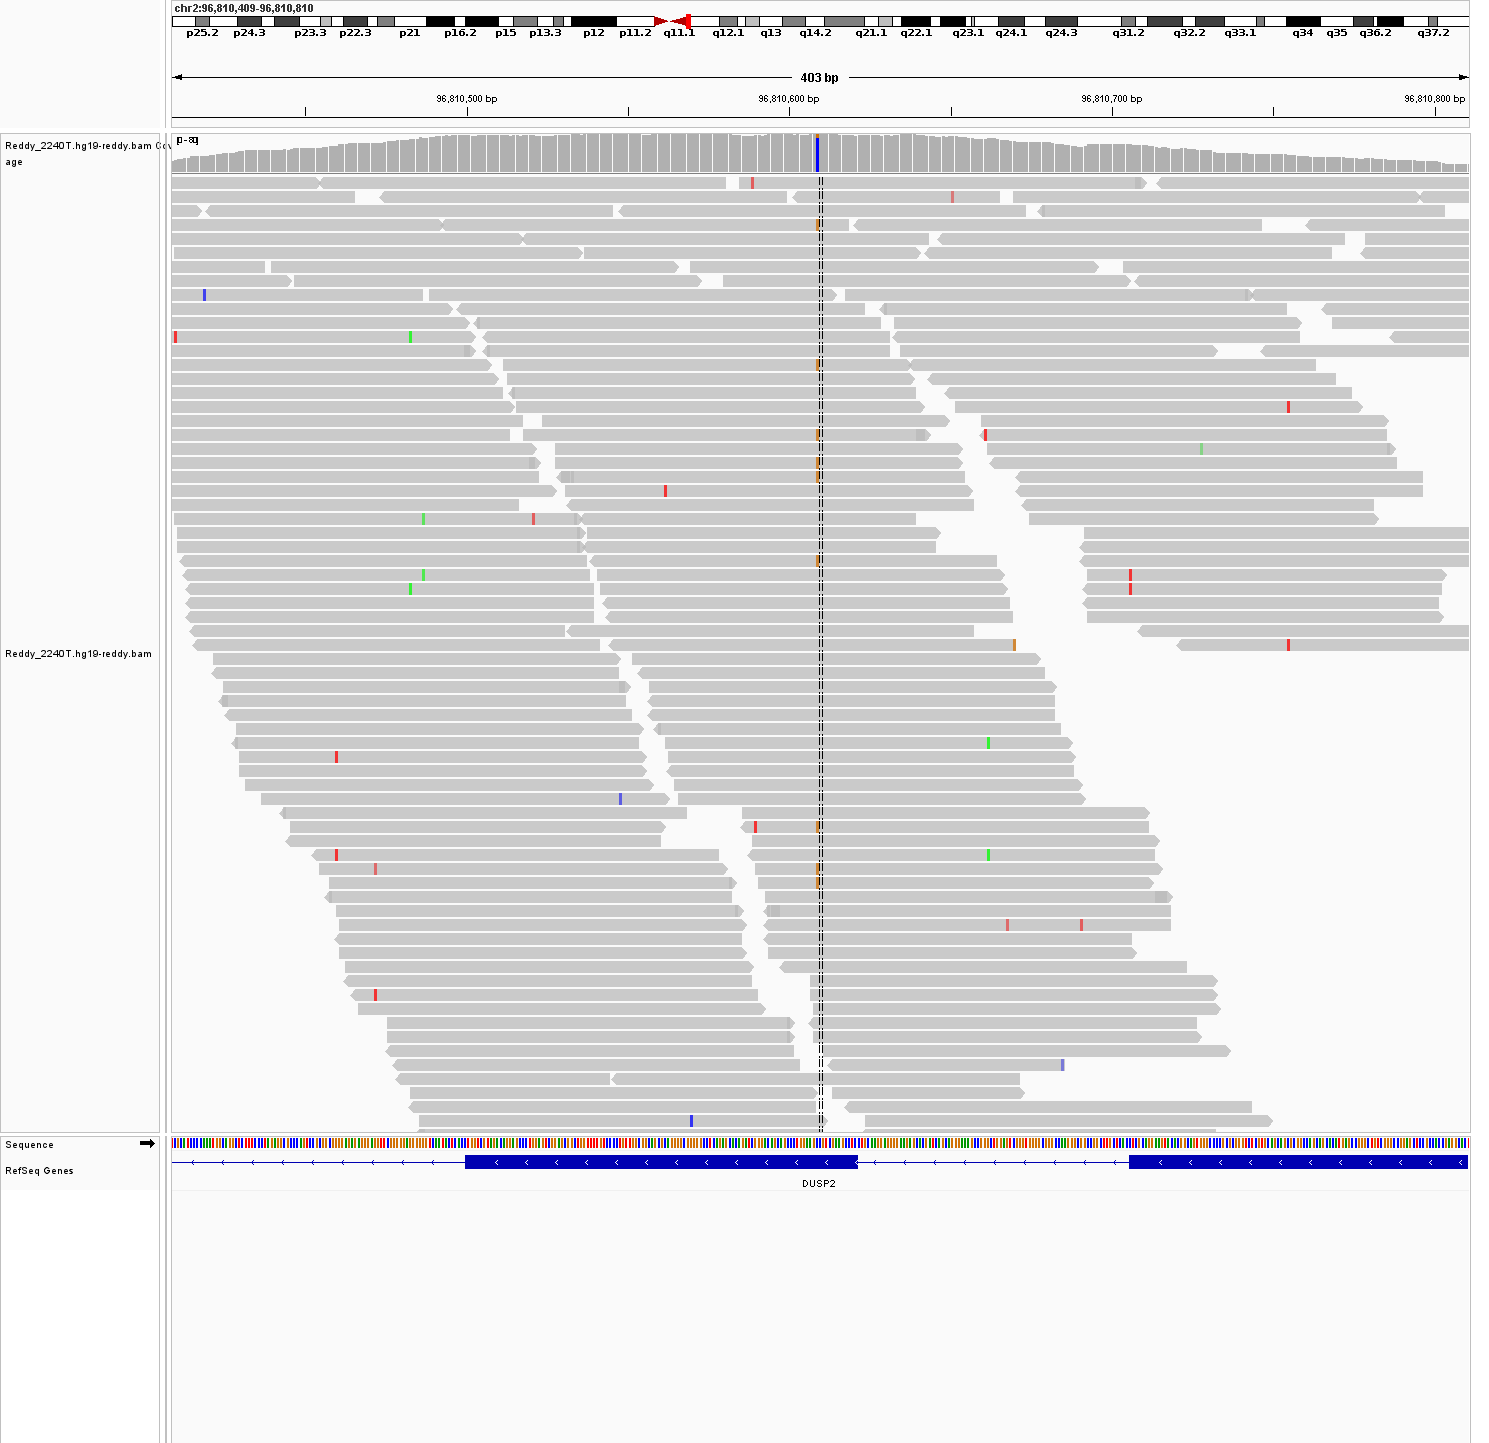 chr2:96,810,409-96,810,810
p25.2 p24.3 p23.3 p22.3 p21 p16.2 p15 p13.3 p12 p11.2 q11.1 q12.1 q13 q14.2 q21.1 q22.1 q23.1 q24.1 q24.3 q31.2 q32.2 q33.1 q34 q35 q36.2 q37.2
403 bp
96,810,500 bp 96,810,600 bp 96,810,700 bp 96,810,800 bp
[0 - 80]
Reddy_2240T.hg19-reddy.bam Cov
age
Reddy_2240T.hg19-reddy.bam
Sequence
RefSeq Genes
DUSP2